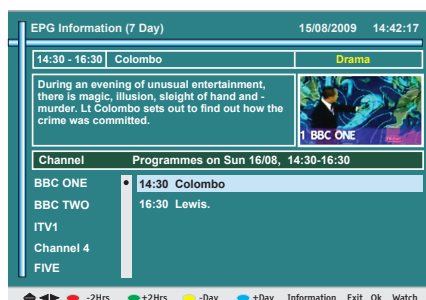 EPG Information (7 Day) 15/08/2009 14:42:17
14:30 - 16:30 Colombo Drama
During an evening of unusual entertainment,
there is magic, illusion, sleight of hand and -
murder. Lt Colombo sets out to find out how the
crime was committed.
1 BBC ONE
Channel Programmes on Sun 16/08, 14:30-16:30
BBC ONE 14:30 Colombo
BBC TWO 16:30 Lewis.
ITV1
Channel 4
FIVE
-2Hrs +2Hrs -Day +Day Information Exit Ok Watch